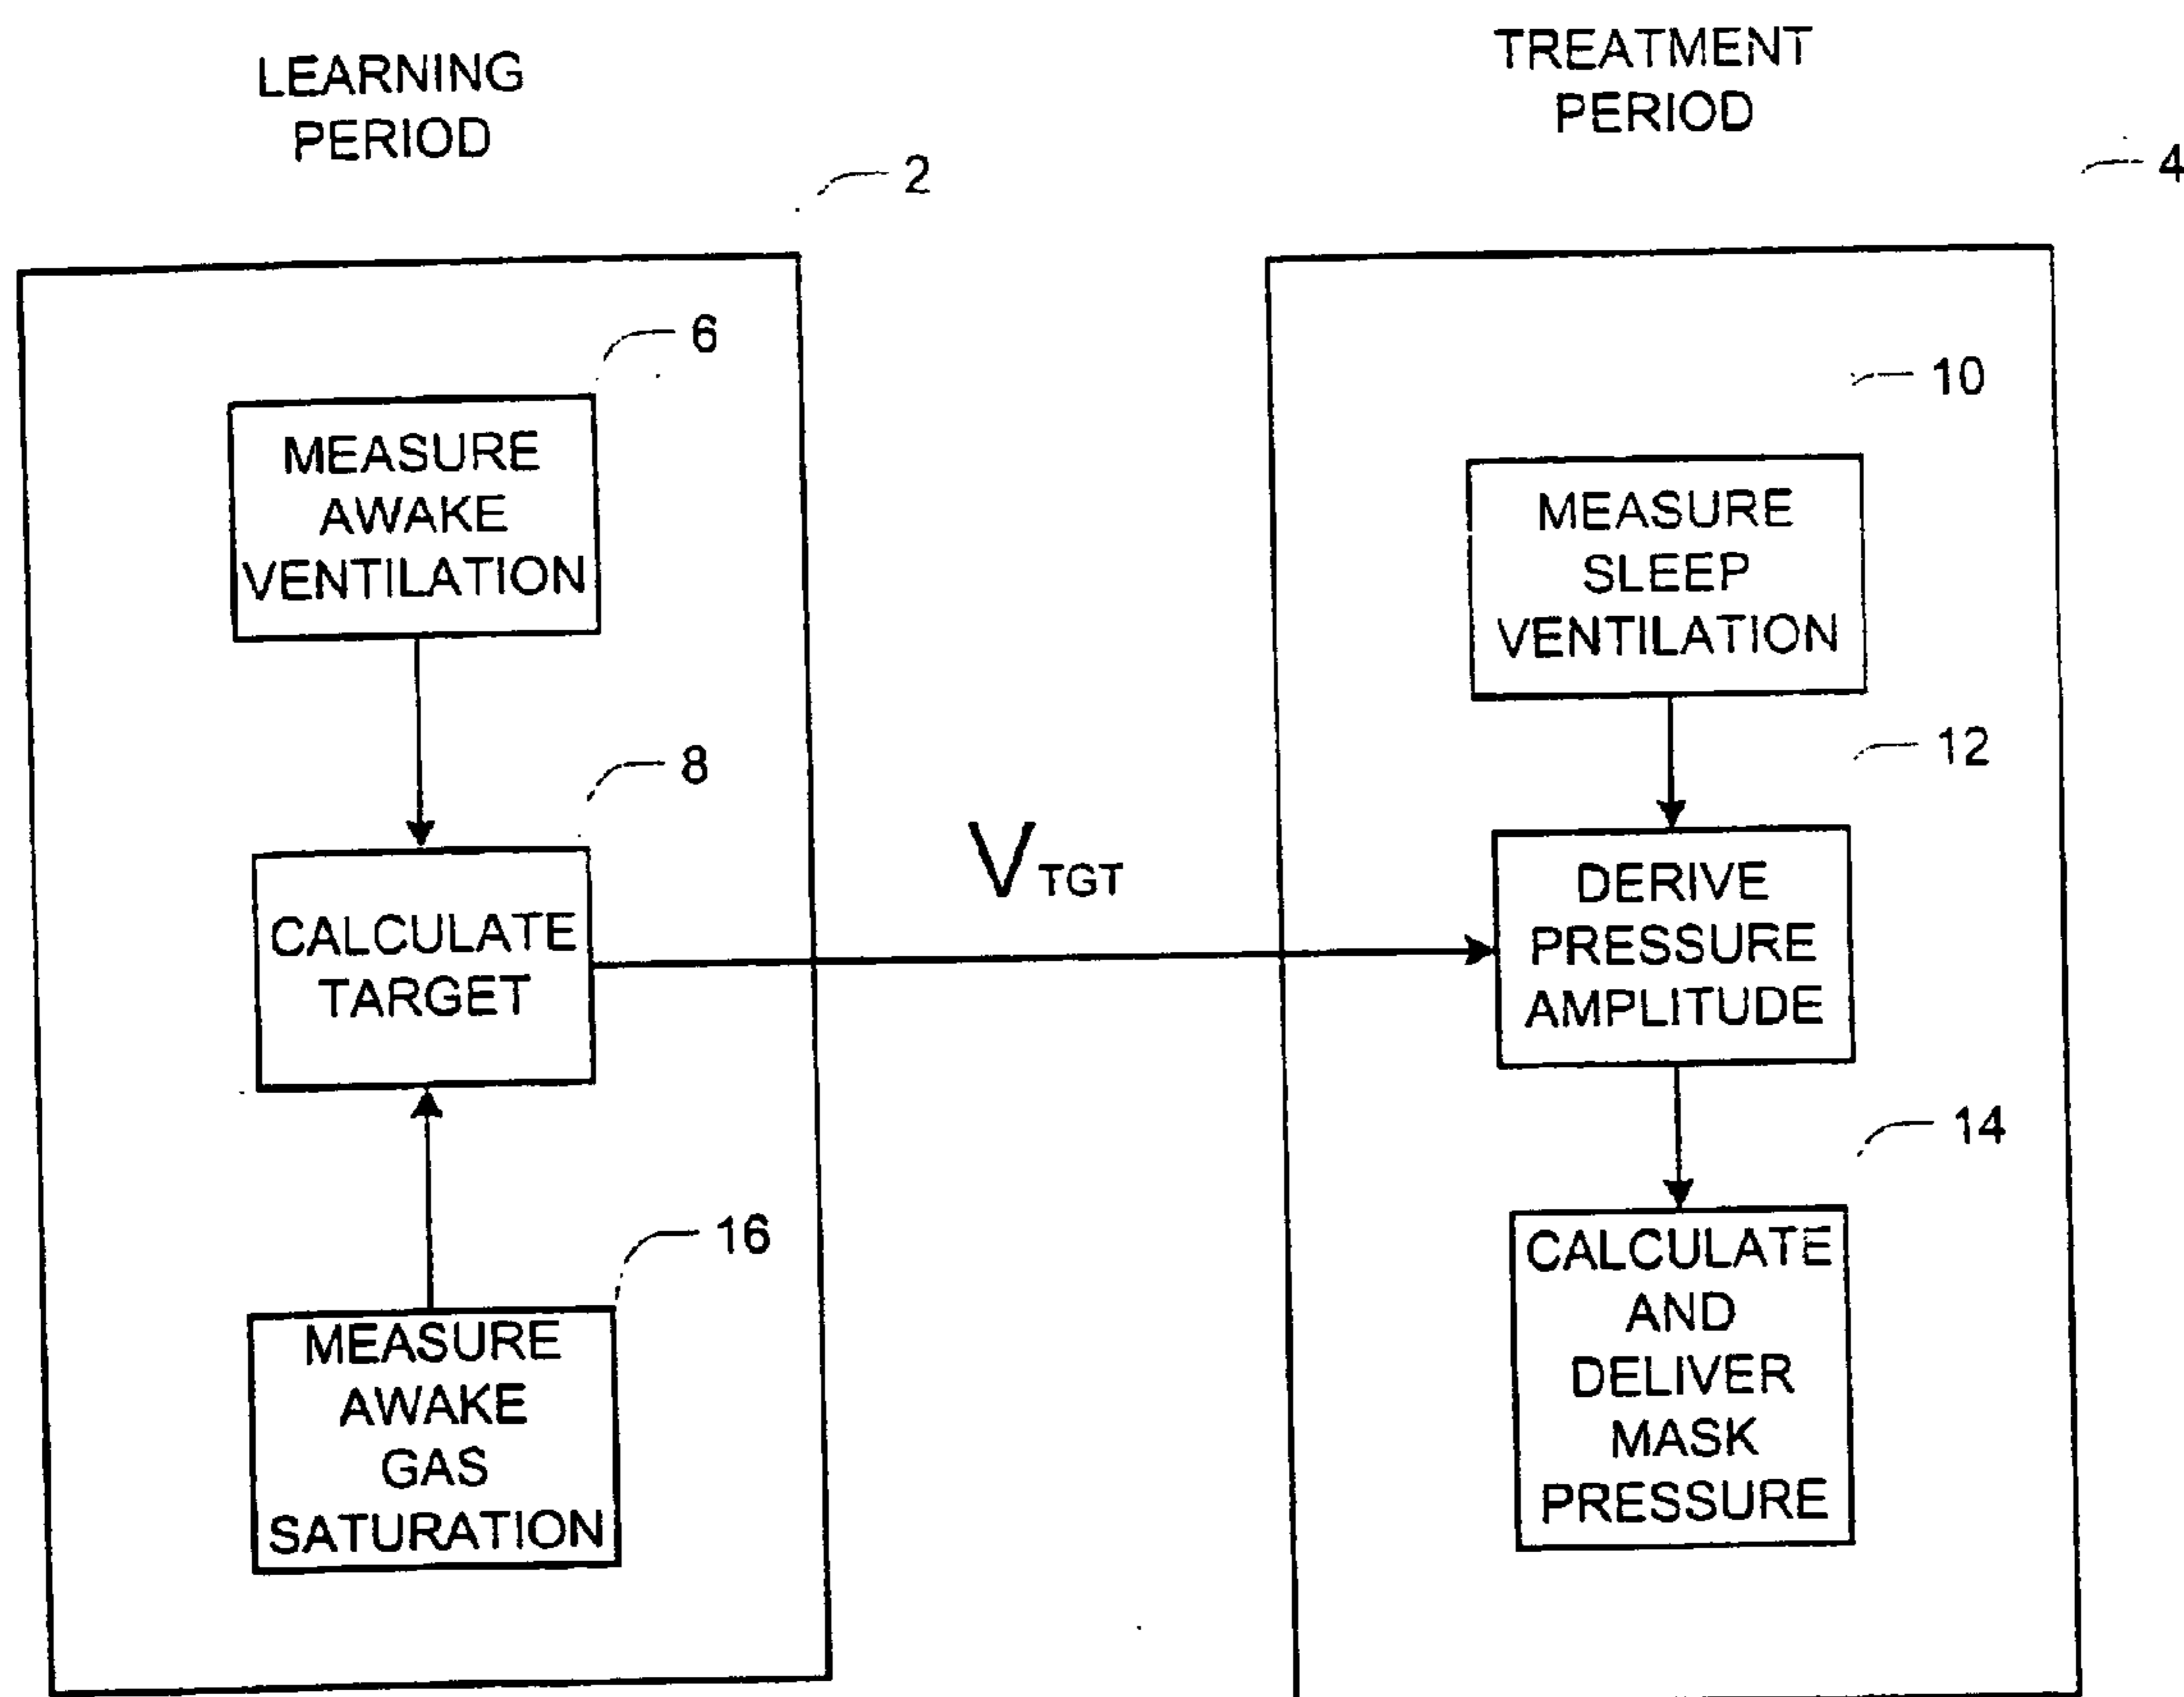 LEARNING
PERIOD
2
6
MEASURE
AWAKE
VENTILATION
8
CALCULATE
TARGET
16
MEASURE
AWAKE
GAS
SATURATION
VTGT
TREATMENT
PERIOD
4
10
MEASURE
SLEEP
VENTILATION
12
DERIVE
PRESSURE
AMPLITUDE
14
CALCULATE
AND
DELIVER
MASK
PRESSURE